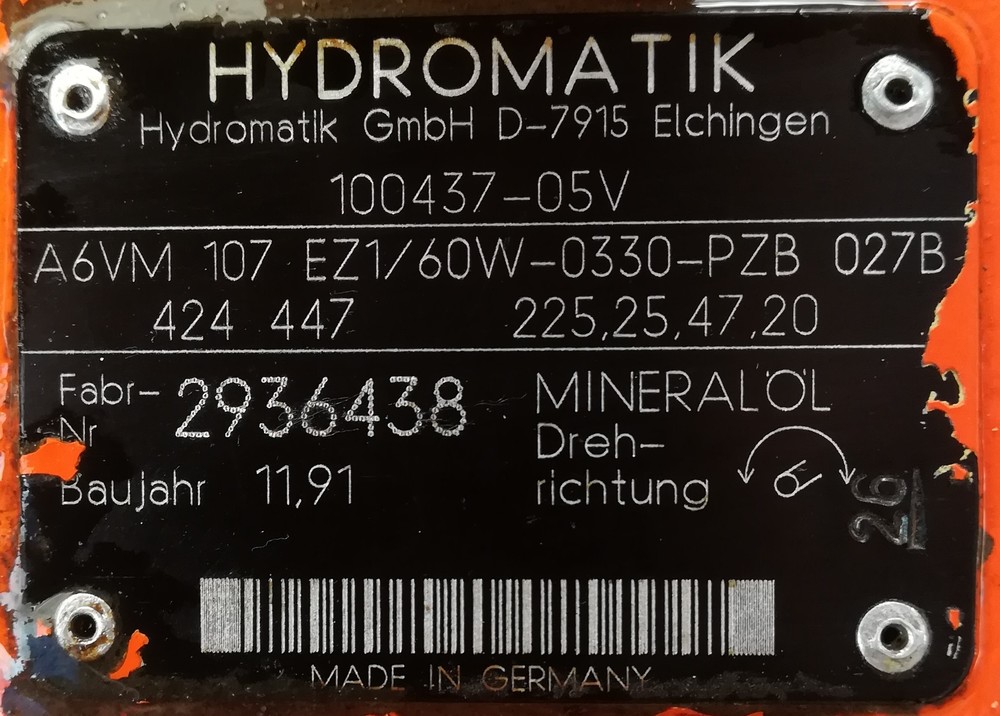 HYDROMATIK
Hydromatik GmbH D-7915 Elchingen
100437-05V
A6VM 107 EZ1/60W-0330-PZB 027B
424 447 225,25,47,20
Fabr-
Nr 2936438
Baujahr 11,91
MINERALÖL
Dreh-
richtung
26
MADE IN GERMANY